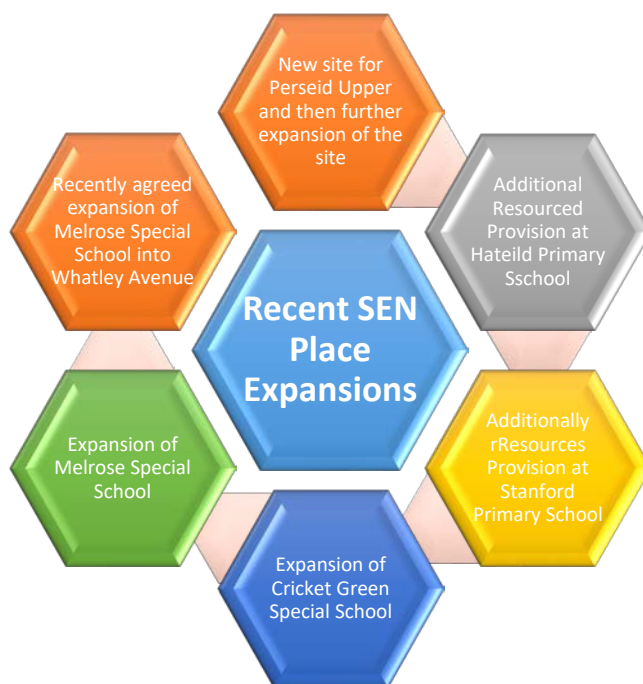 New site for
Perseid Upper
and then further
expansion of the
site
Additional
Resourced
Provision at
Hateild Primary
Sschool
Additionally
rResources
Provision at
Stanford
Primary School
Expansion of
Cricket Green
Special School
Expansion of
Melrose Special
School
Recently agreed
expansion of
Melrose Special
School into
Whatley Avenue
Recent SEN
Place
Expansions